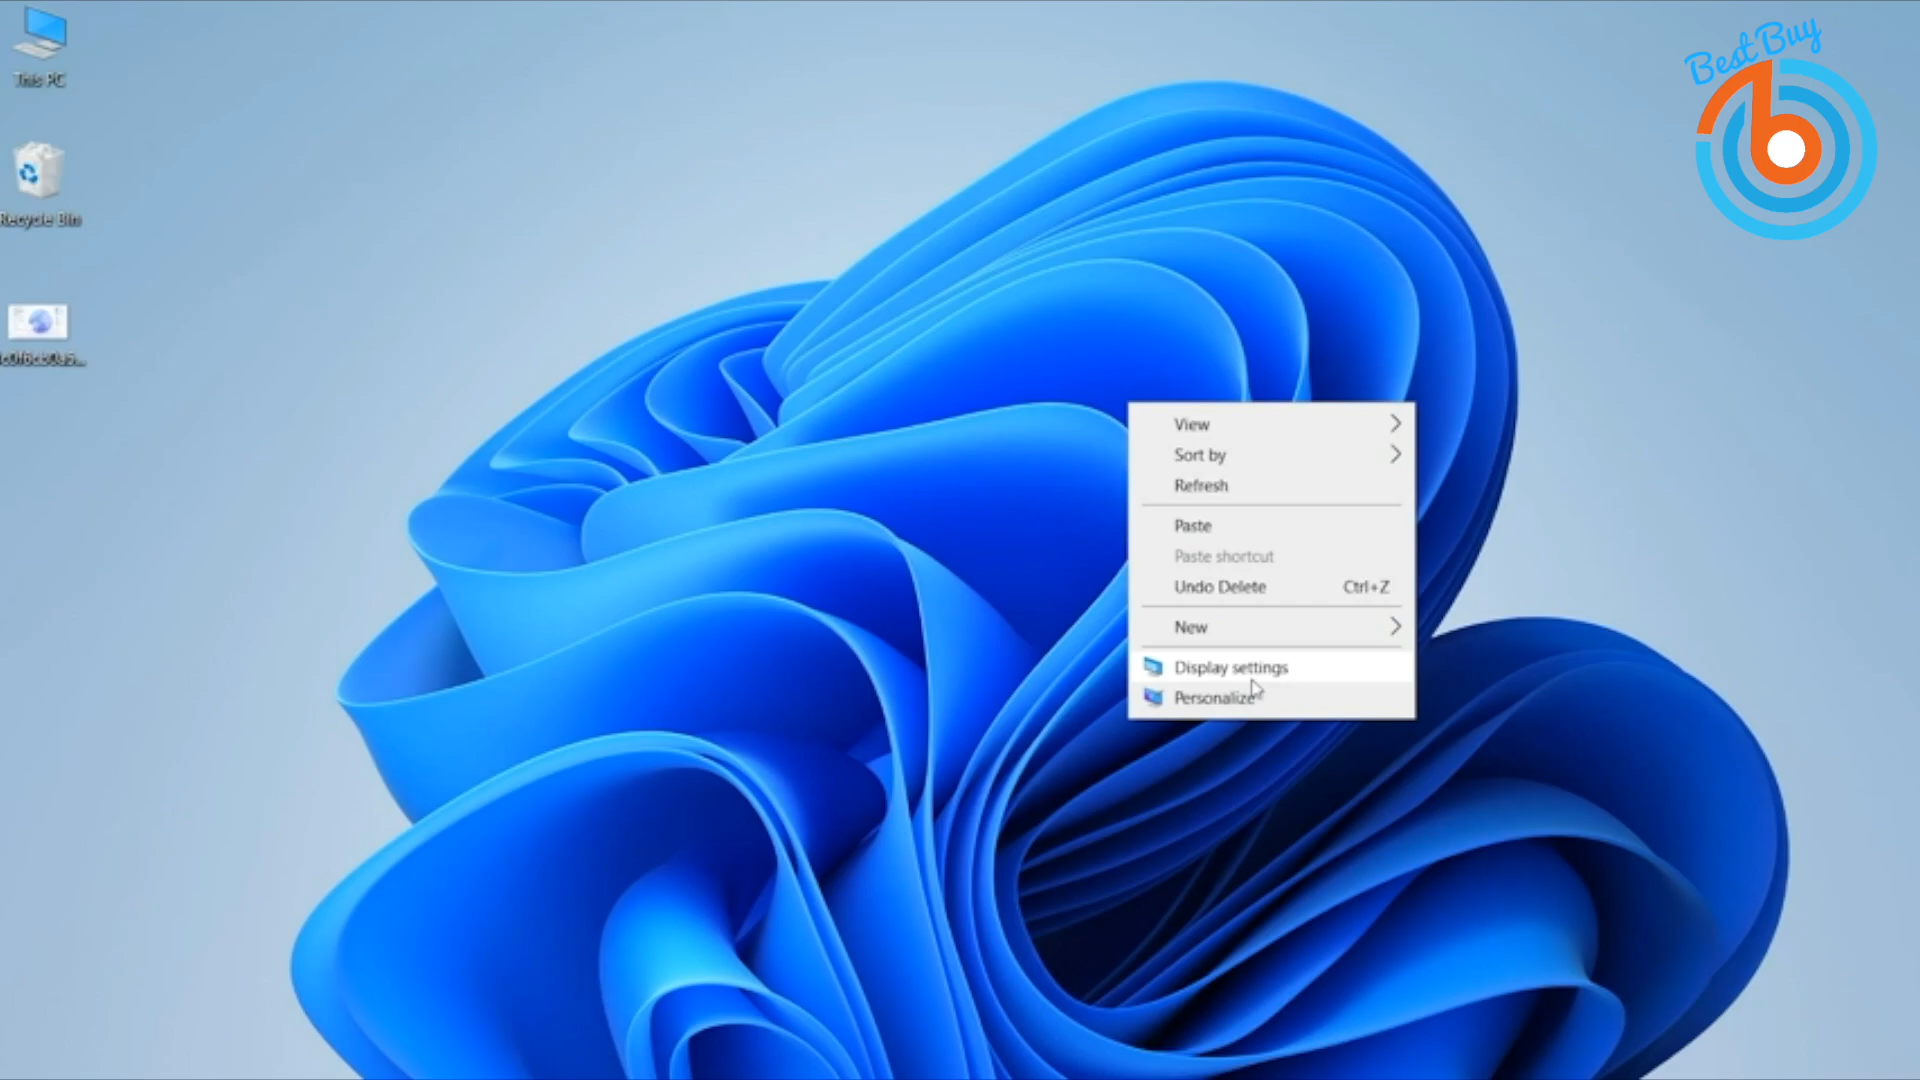 This PC
Recycle Bin
Best Buy
View
Sort by
Refresh
Paste
Paste shortcut
Undo Delete Ctrl+Z
New
Display settings
Personalize